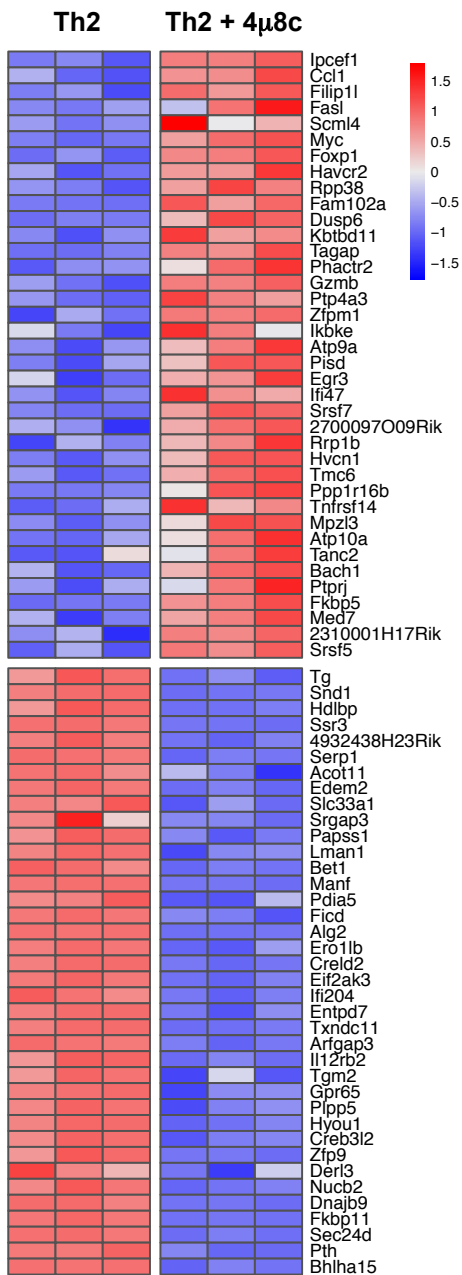 Th2 Th2 + 4μ8c
Ipcef1
Ccl1
Filip1l
Fasl
Scml4
Myc
Foxp1
Havcr2
Rpp38
Fam102a
Dusp6
Kbtbd11
Tagap
Phactr2
Gzmb
Ptp4a3
Zfpm1
Ikbke
Atp9a
Pisd
Egr3
Ifi47
Srsf7
2700097O09Rik
Rrp1b
Hvcn1
Tmc6
Ppp1r16b
Tnfrsf14
Mpzl3
Atp10a
Tanc2
Bach1
Ptprj
Fkbp5
Med7
2310001H17Rik
Srsf5
1.5
1
0.5
0
−0.5
−1
−1.5
Tg
Snd1
Hdlbp
Ssr3
4932438H23Rik
Serp1
Acot11
Edem2
Slc33a1
Srgap3
Papss1
Lman1
Bet1
Manf
Pdia5
Ficd
Alg2
Ero1lb
Creld2
Eif2ak3
Ifi204
Entpd7
Txndc11
Arfgap3
Il12rb2
Tgm2
Gpr65
Plpp5
Hyou1
Creb3l2
Zfp9
Derl3
Nucb2
Dnajb9
Fkbp11
Sec24d
Pth
Bhlha15